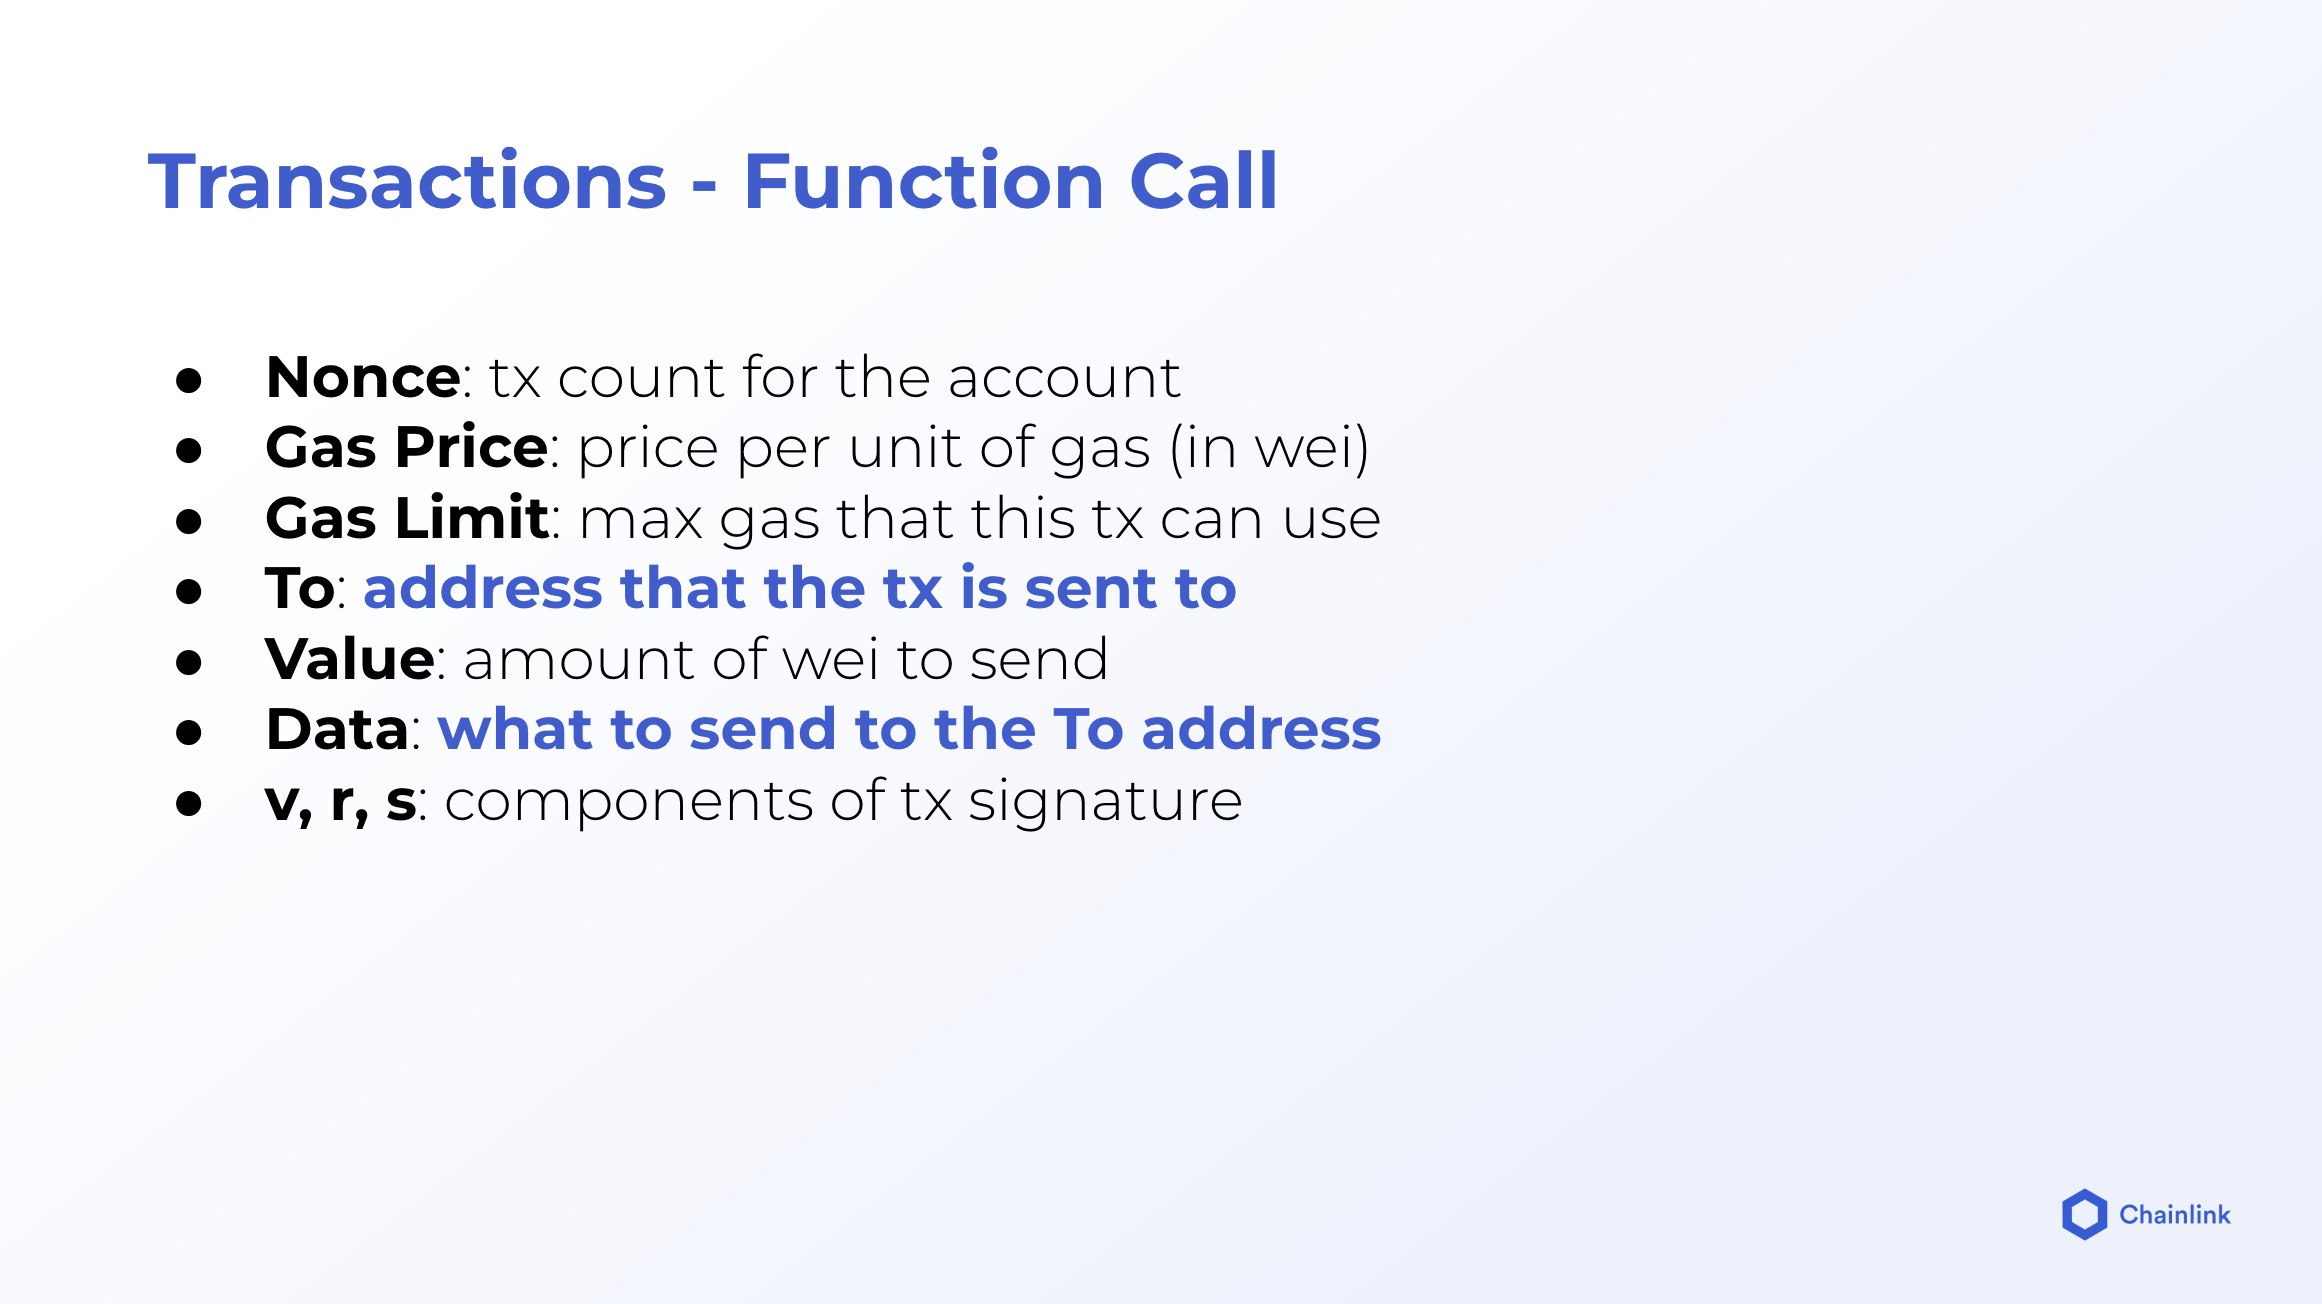 Transactions - Function Call
● Nonce: tx count for the account
● Gas Price: price per unit of gas (in wei)
● Gas Limit: max gas that this tx can use
● To: address that the tx is sent to
● Value: amount of wei to send
● Data: what to send to the To address
● v, r, s: components of tx signature
Chainlink